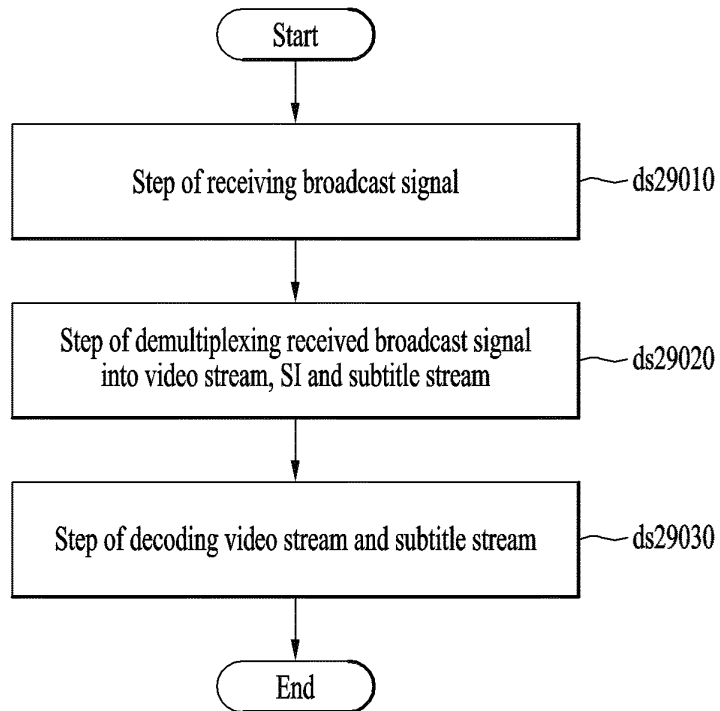 Start
Step of receiving broadcast signal
ds29010
Step of demultiplexing received broadcast signal
into video stream, SI and subtitle stream
ds29020
Step of decoding video stream and subtitle stream
ds29030
End